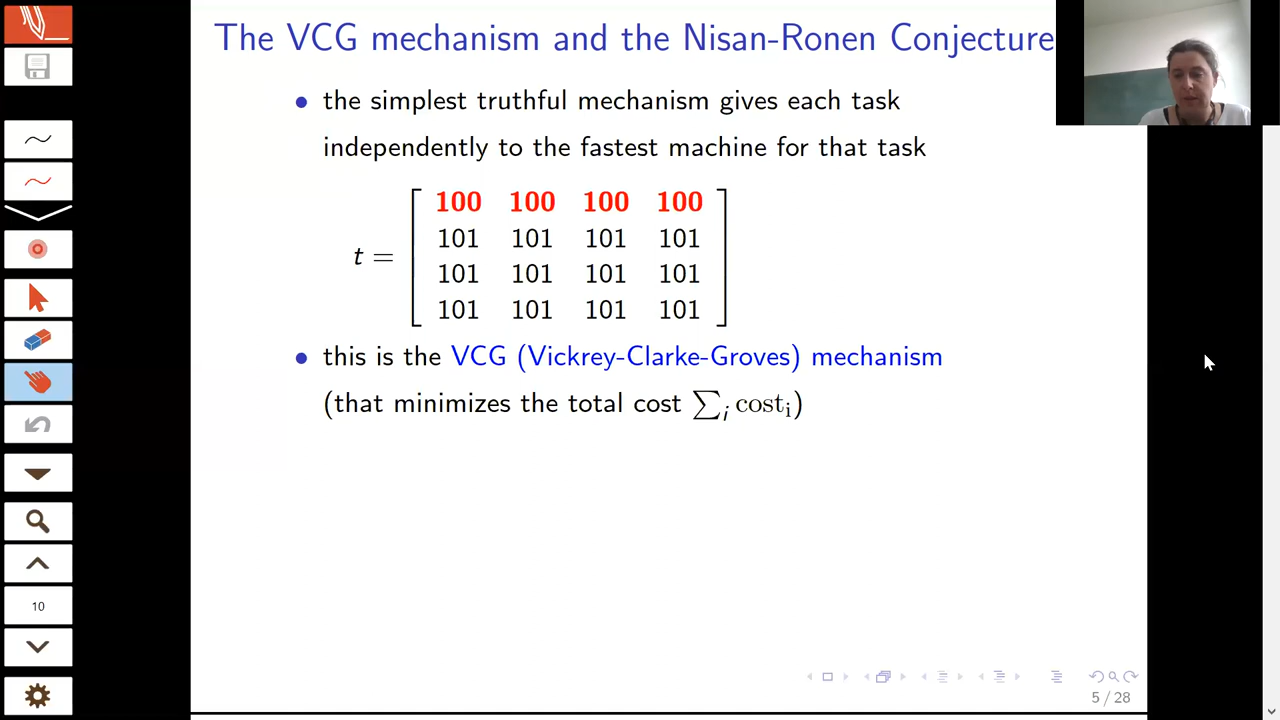 The VCG mechanism and the Nisan-Ronen Conjecture
• the simplest truthful mechanism gives each task
independently to the fastest machine for that task
100 100 100 100
101 101 101 101
t =
101 101 101 101
101 101 101 101
• this is the VCG (Vickrey-Clarke-Groves) mechanism
(that minimizes the total cost ∑i costi)
10
5 / 28